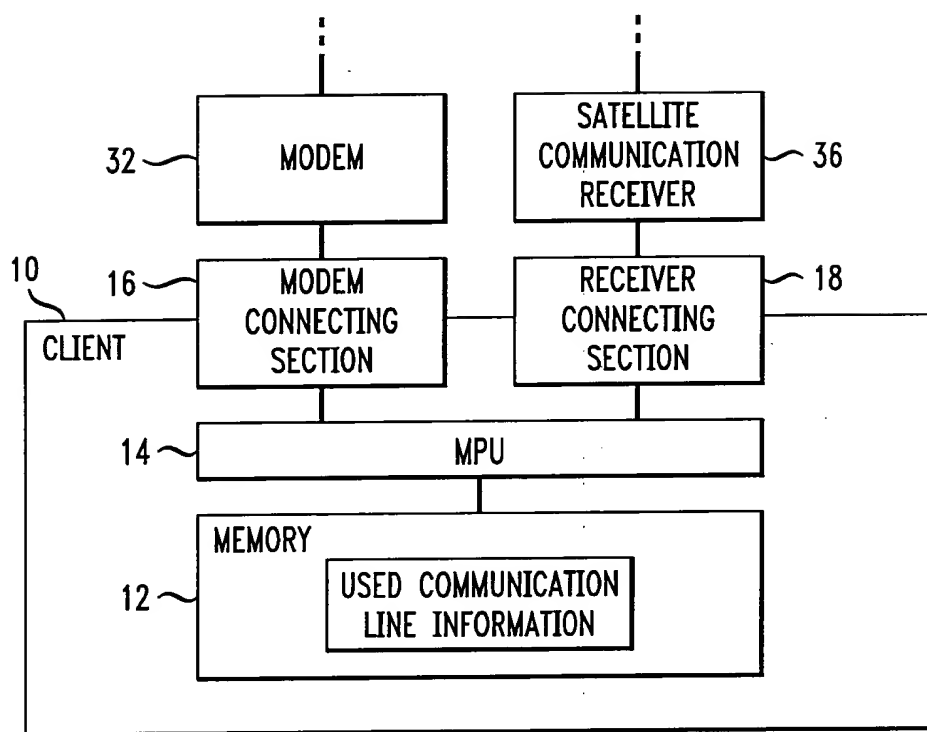 32
MODEM
SATELLITE
COMMUNICATION
RECEIVER
36
10
16
MODEM
CONNECTING
SECTION
RECEIVER
CONNECTING
SECTION
18
CLIENT
14
MPU
MEMORY
12
USED COMMUNICATION
LINE INFORMATION